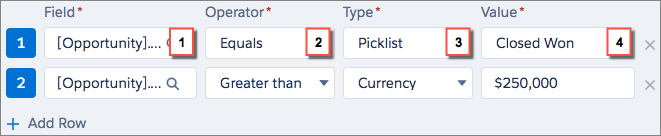 Field* Operator* Type* Value*
1 [Opportunity].... 1 Equals 2 Picklist 3 Closed Won 4 ×
2 [Opportunity].... Greater than Currency $250,000 ×
+ Add Row